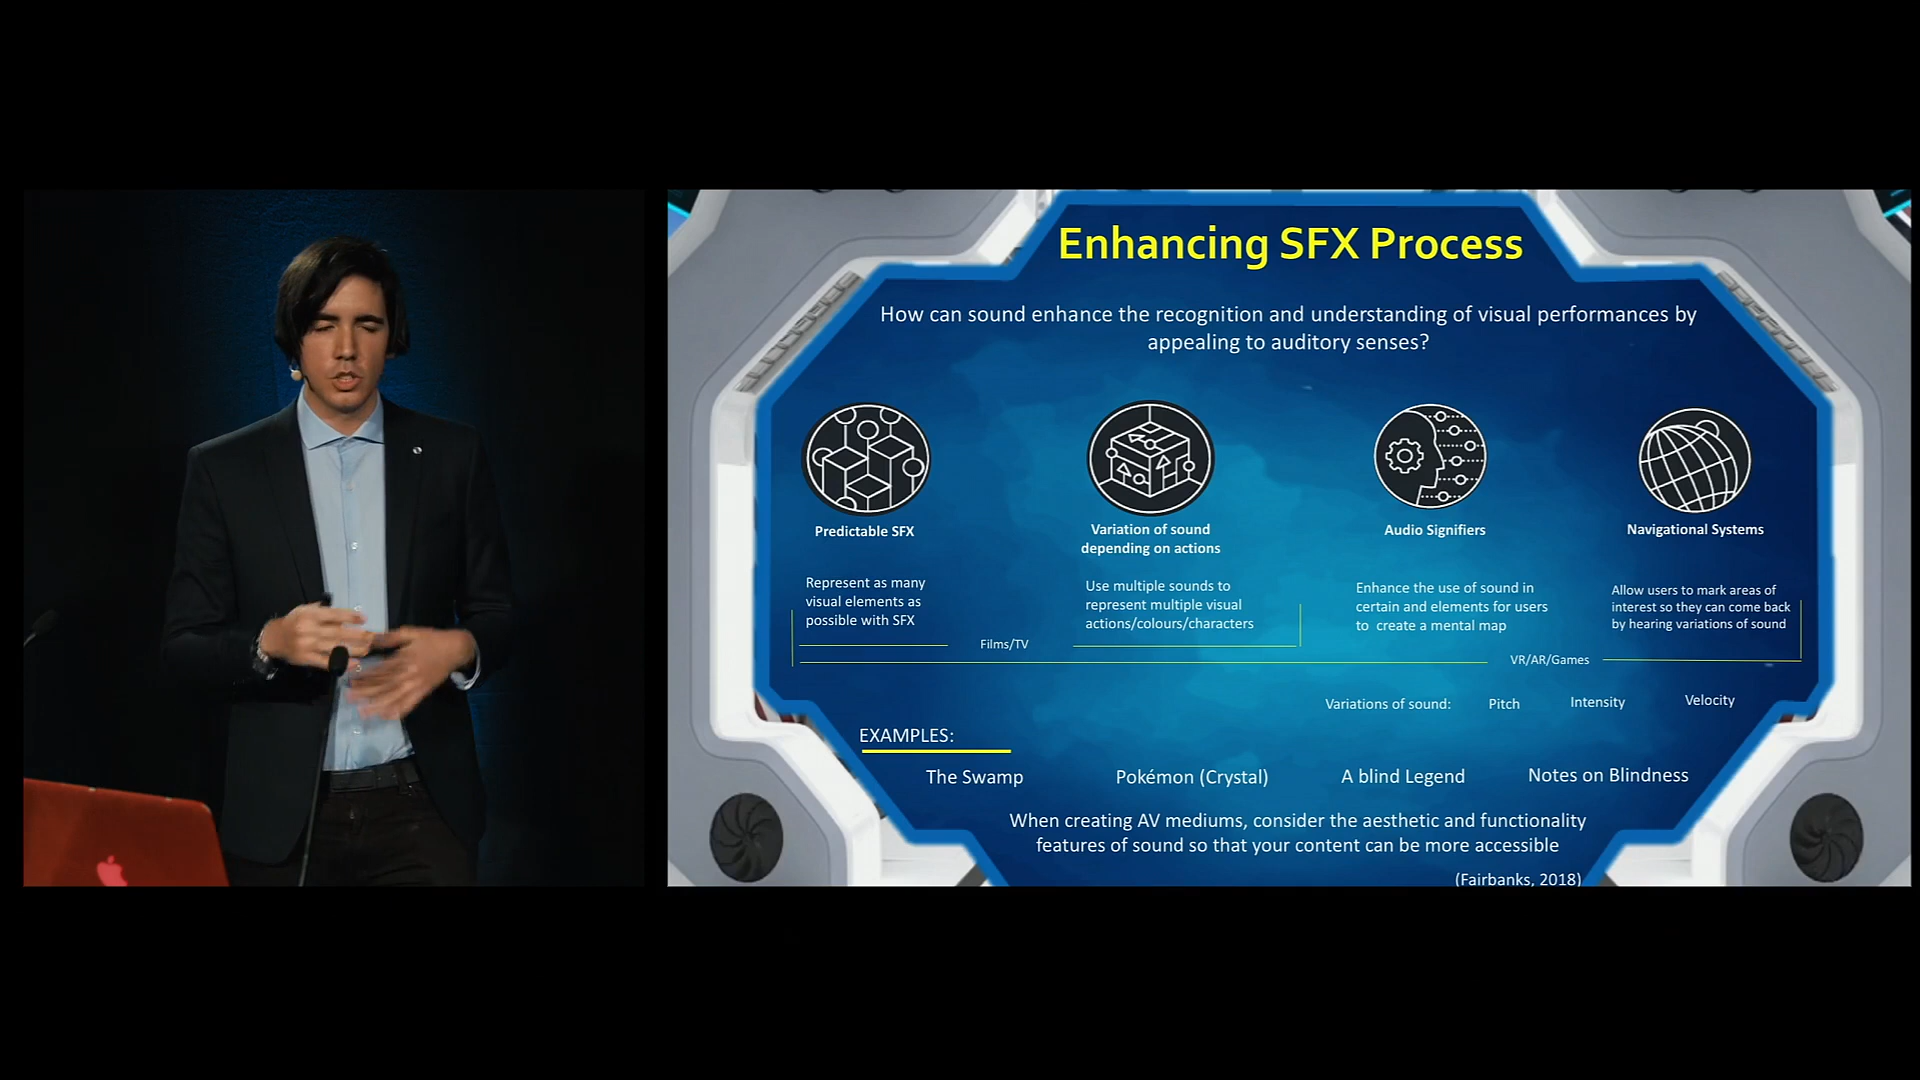 Enhancing SFX Process
How can sound enhance the recognition and understanding of visual performances by
appealing to auditory senses?
Predictable SFX
Represent as many
visual elements as
possible with SFX
Variation of sound
depending on actions
Use multiple sounds to
represent multiple visual
actions/colours/characters
Audio Signifiers
Enhance the use of sound in
certain and elements for users
to create a mental map
Navigational Systems
Allow users to mark areas of
interest so they can come back
by hearing variations of sound
Films/TV
VR/AR/Games
Variations of sound: Pitch Intensity Velocity
EXAMPLES:
The Swamp Pokémon (Crystal) A blind Legend Notes on Blindness
When creating AV mediums, consider the aesthetic and functionality
features of sound so that your content can be more accessible
(Fairbanks, 2018)